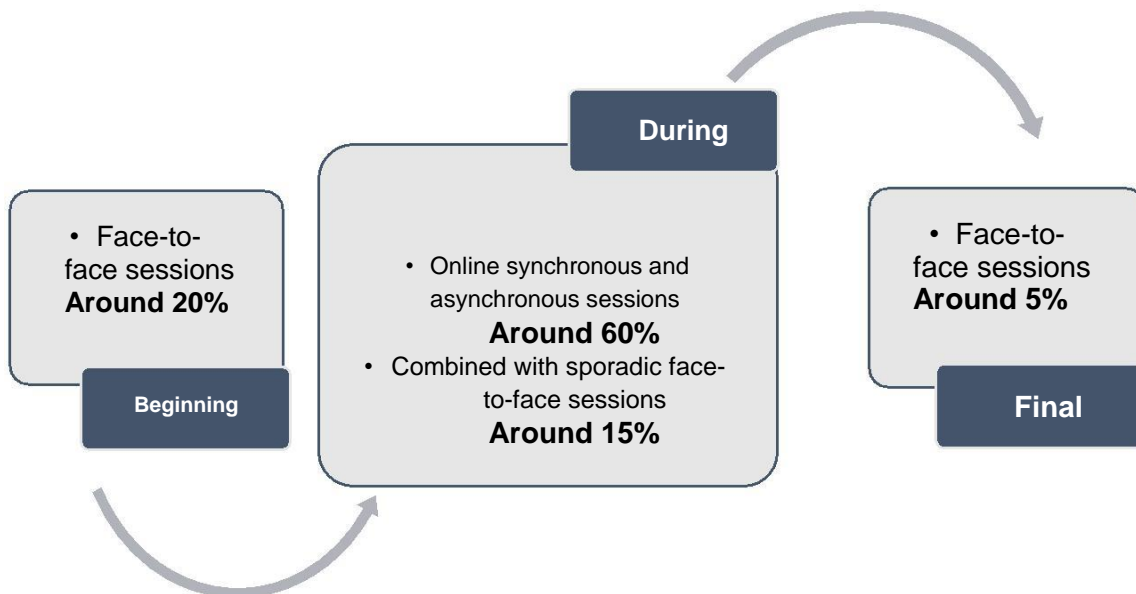 • Face-to-
face sessions
Around 20%
Beginning
During
• Online synchronous and
asynchronous sessions
Around 60%
• Combined with sporadic face-
to-face sessions
Around 15%
• Face-to-
face sessions
Around 5%
Final